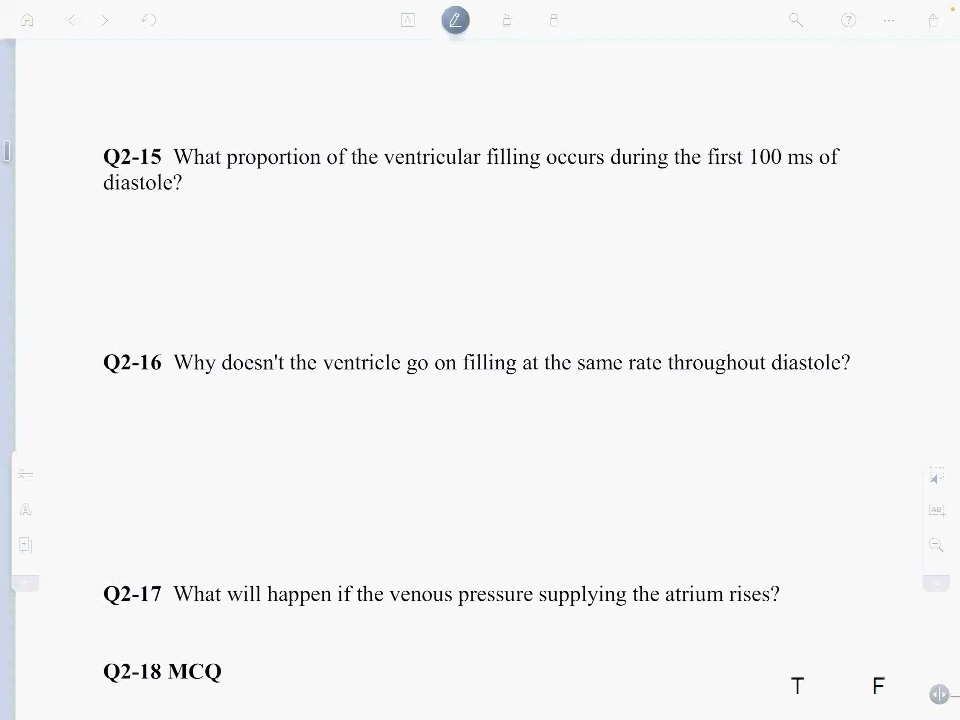 Q2-15 What proportion of the ventricular filling occurs during the first 100 ms of
diastole?
Q2-16 Why doesn't the ventricle go on filling at the same rate throughout diastole?
Q2-17 What will happen if the venous pressure supplying the atrium rises?
Q2-18 MCQ
T F